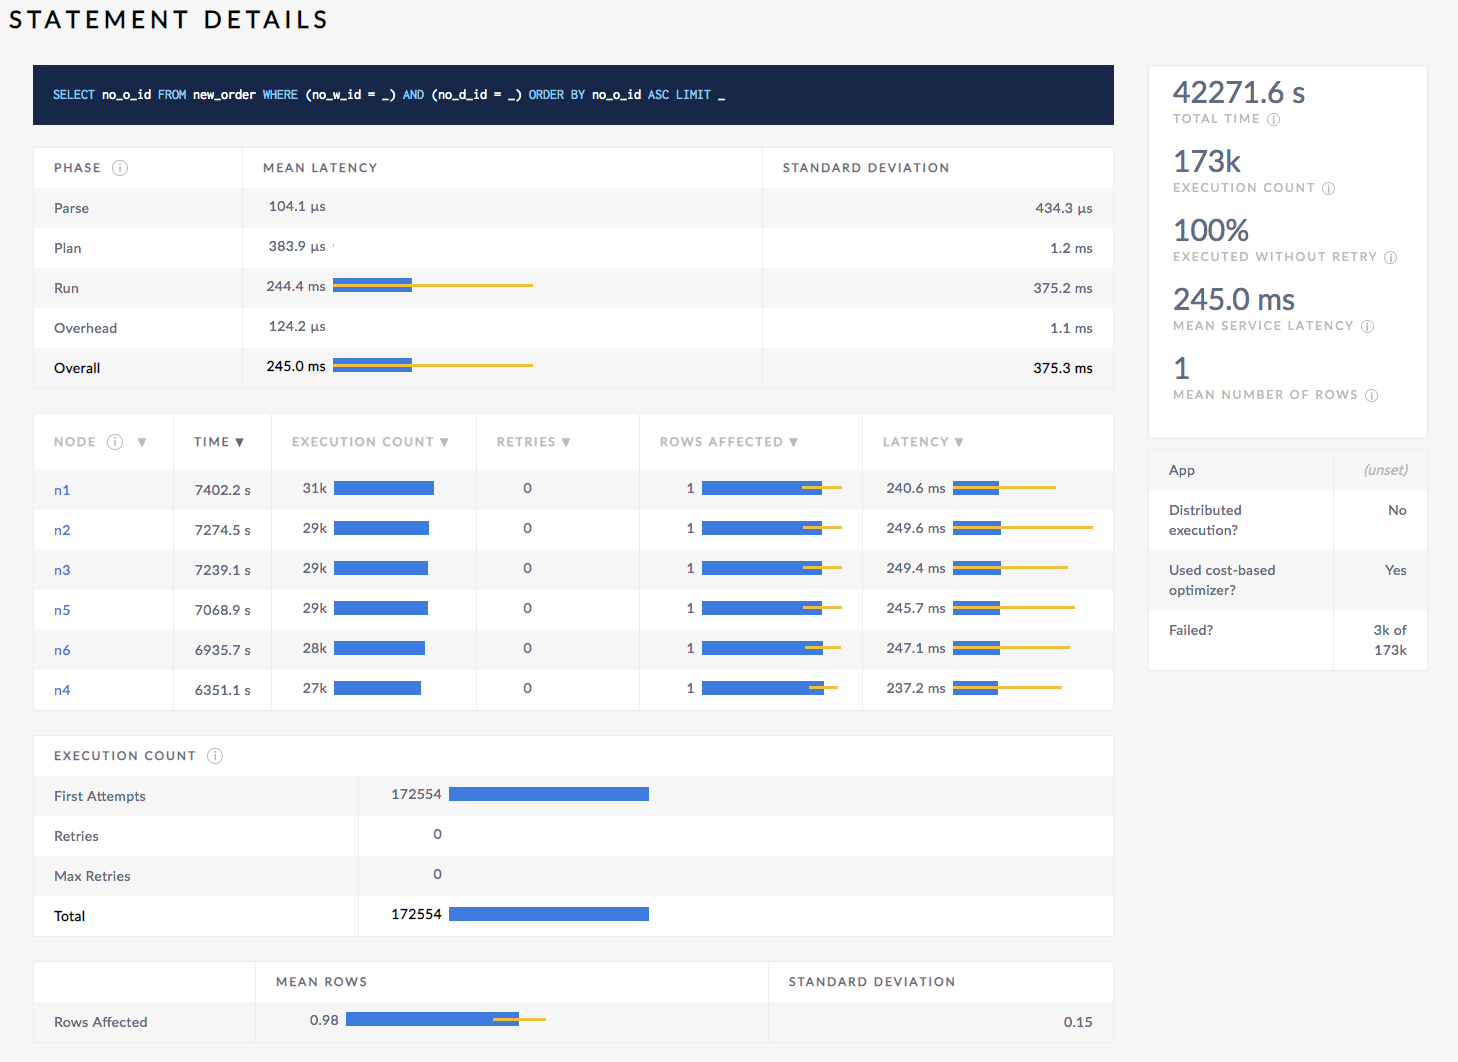 STATEMENT DETAILS
SELECT no_o_id FROM new_order WHERE (no_w_id = _) AND (no_d_id = _) ORDER BY no_o_id ASC LIMIT _
PHASE ⓘ MEAN LATENCY STANDARD DEVIATION
Parse 104.1 µs 434.3 µs
Plan 383.9 µs 1.2 ms
Run 244.4 ms 375.2 ms
Overhead 124.2 µs 1.1 ms
Overall 245.0 ms 375.3 ms
NODE ⓘ ▼ TIME ▼ EXECUTION COUNT ▼ RETRIES ▼ ROWS AFFECTED ▼ LATENCY ▼
n1 7402.2 s 31k 0 1 240.6 ms
n2 7274.5 s 29k 0 1 249.6 ms
n3 7239.1 s 29k 0 1 249.4 ms
n5 7068.9 s 29k 0 1 245.7 ms
n6 6935.7 s 28k 0 1 247.1 ms
n4 6351.1 s 27k 0 1 237.2 ms
EXECUTION COUNT ⓘ
First Attempts 172554
Retries 0
Max Retries 0
Total 172554
MEAN ROWS STANDARD DEVIATION
Rows Affected 0.98 0.15
42271.6 s
TOTAL TIME ⓘ
173k
EXECUTION COUNT ⓘ
100%
EXECUTED WITHOUT RETRY ⓘ
245.0 ms
MEAN SERVICE LATENCY ⓘ
1
MEAN NUMBER OF ROWS ⓘ
App (unset)
Distributed No
execution?
Used cost-based Yes
optimizer?
Failed? 3k of
173k